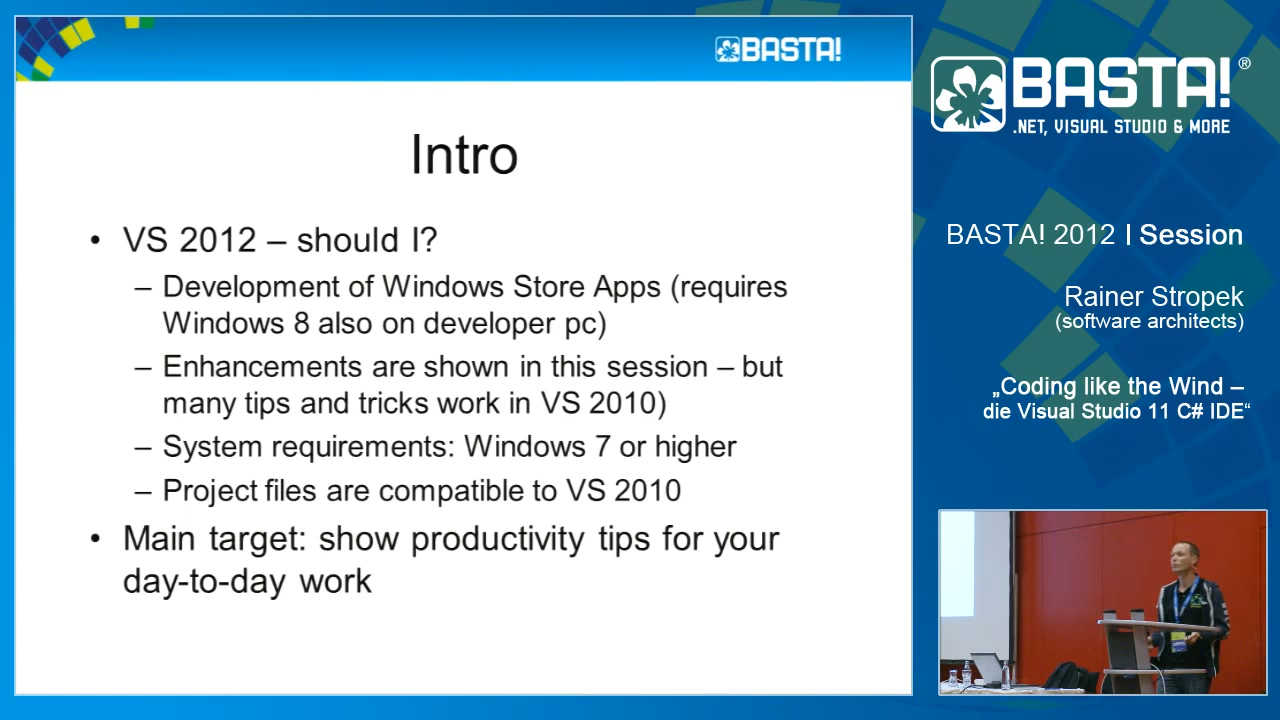 BASTA!
Intro
• VS 2012 – should I?
– Development of Windows Store Apps (requires
Windows 8 also on developer pc)
– Enhancements are shown in this session – but
many tips and tricks work in VS 2010)
– System requirements: Windows 7 or higher
– Project files are compatible to VS 2010
• Main target: show productivity tips for your
day-to-day work
BASTA!®
.NET, VISUAL STUDIO & MORE
BASTA! 2012 I Session
Rainer Stropek
(software architects)
„Coding like the Wind –
die Visual Studio 11 C# IDE“